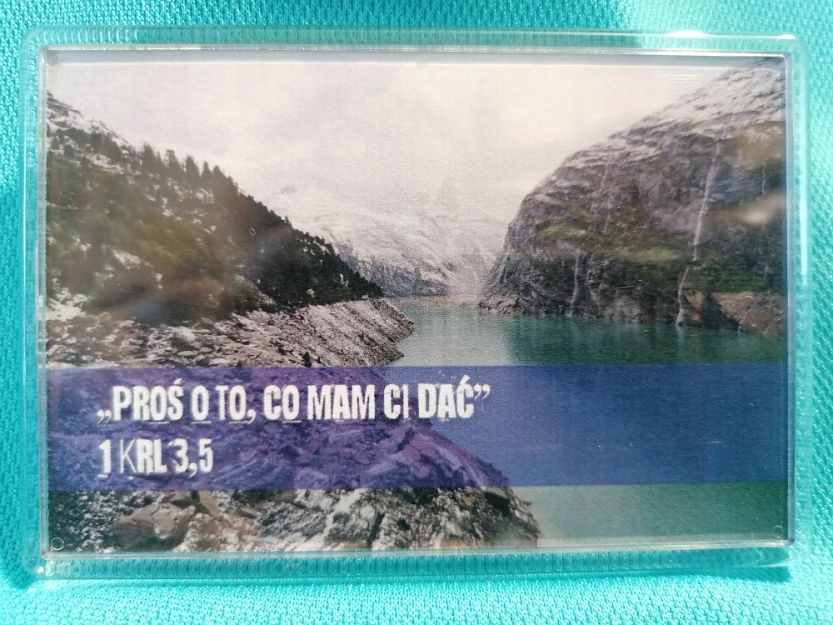 „PROŚ O TO, CO MAM CI DAĆ”
1 KRL 3,5